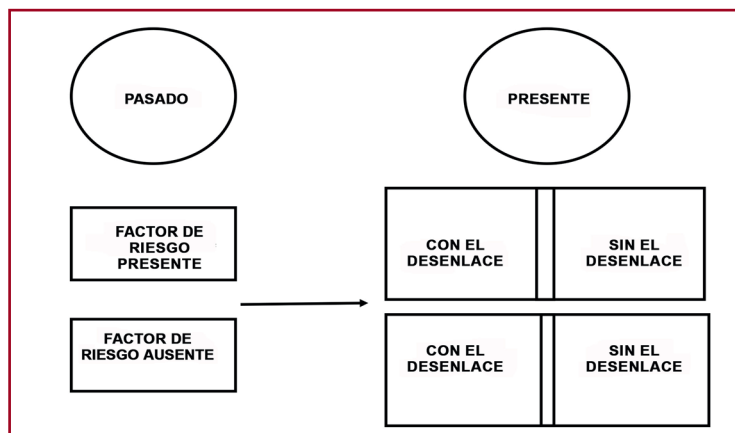 PASADO
PRESENTE
FACTOR DE
RIESGO
PRESENTE
CON EL
DESENLACE
SIN EL
DESENLACE
FACTOR DE
RIESGO AUSENTE
CON EL
DESENLACE
SIN EL
DESENLACE